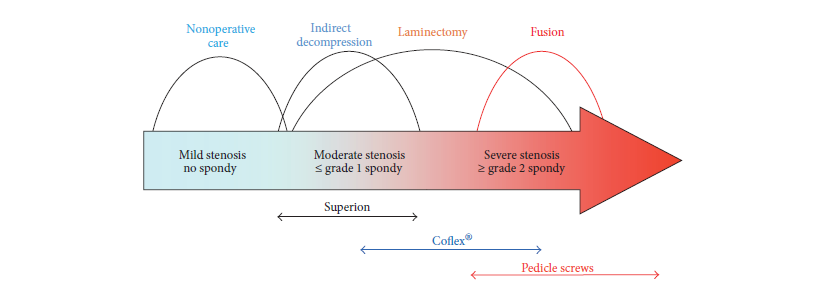 Nonoperative
care
Indirect
decompression
Laminectomy
Fusion
Mild stenosis
no spondy
Moderate stenosis
≤ grade 1 spondy
Severe stenosis
≥ grade 2 spondy
Superion
Coflex®
Pedicle screws